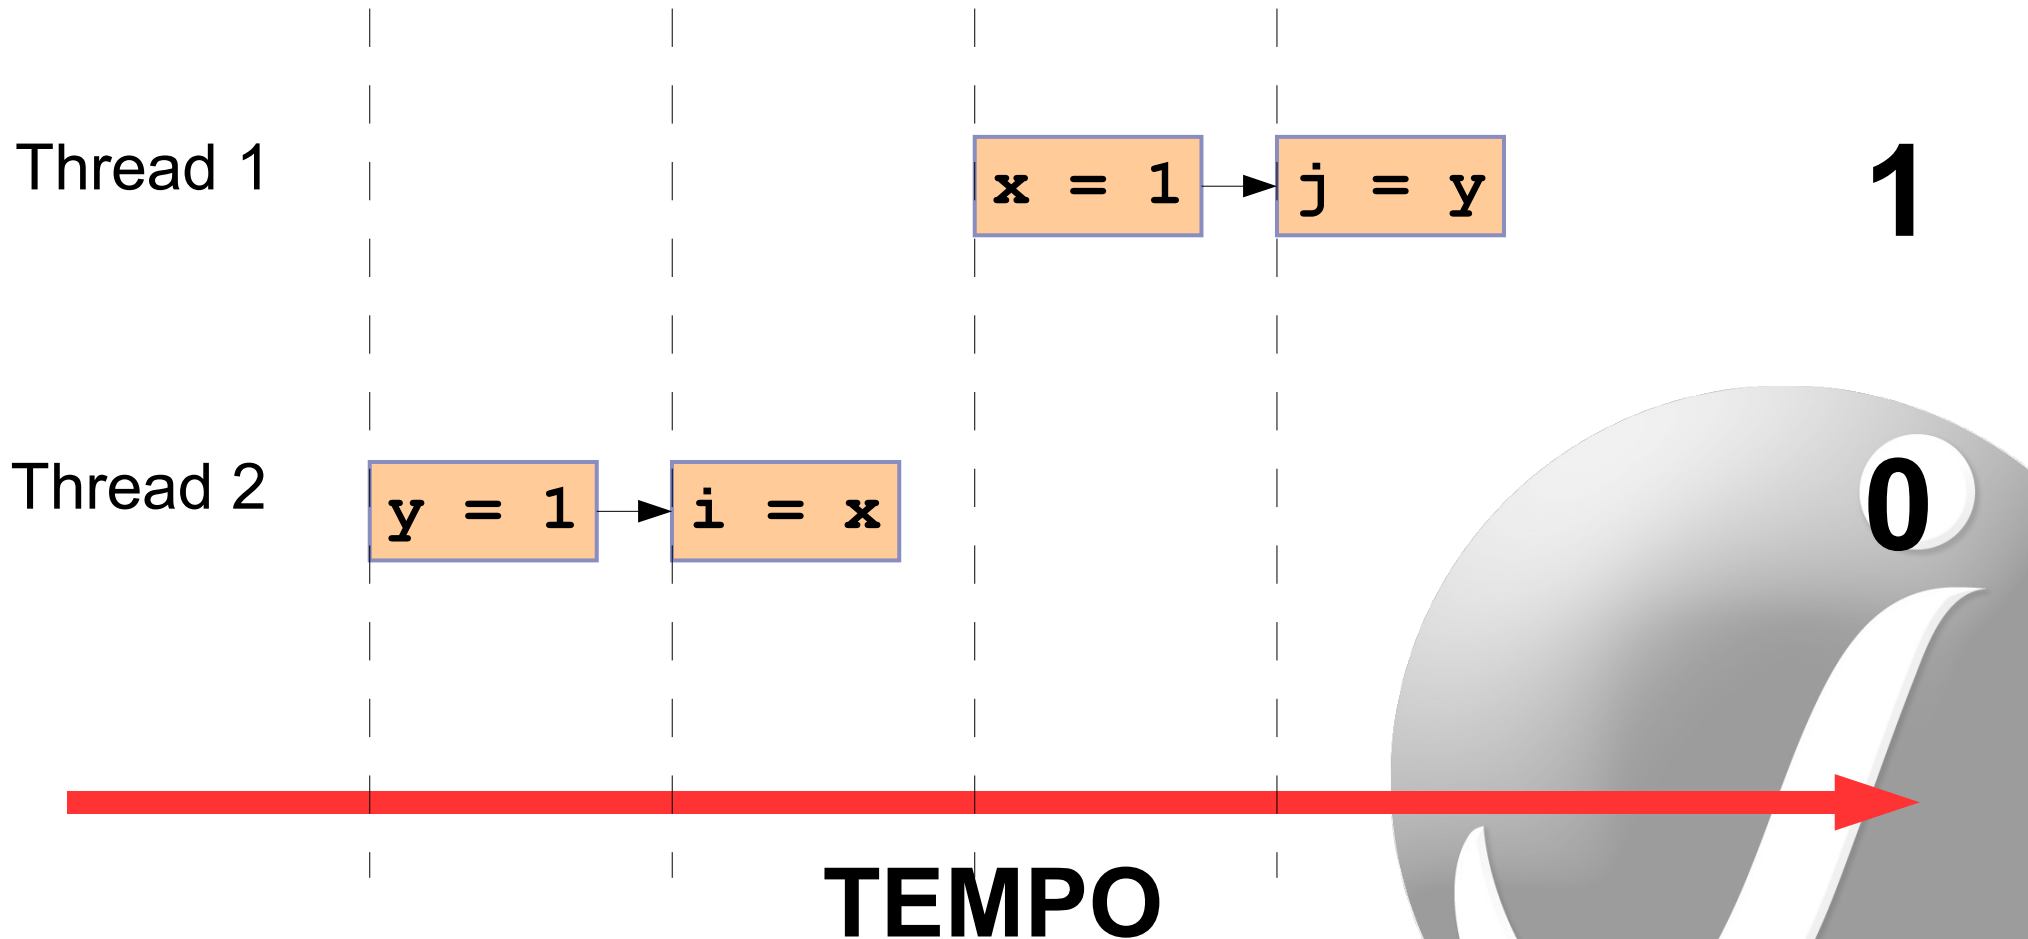 Thread 1
x = 1
j = y
1
Thread 2
y = 1
i = x
0
TEMPO